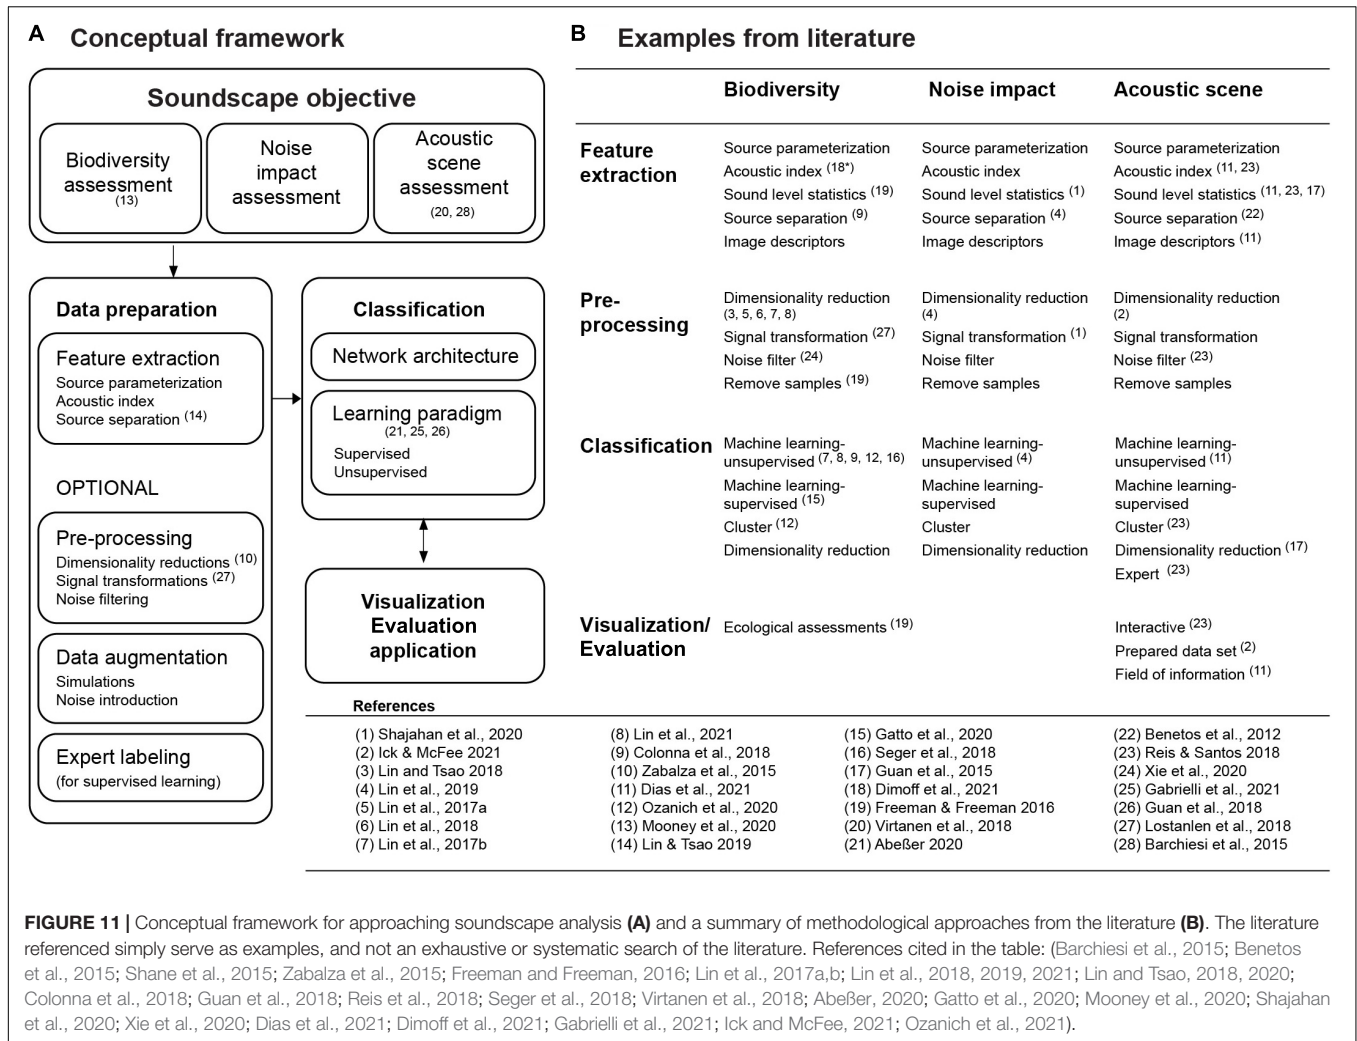 A Conceptual framework
Soundscape objective
Biodiversity
assessment
(13)
Noise
impact
assessment
Acoustic
scene
assessment
(20, 28)
Data preparation
Feature extraction
Source parameterization
Acoustic index
Source separation (14)
OPTIONAL
Pre-processing
Dimensionality reductions (10)
Signal transformations (27)
Noise filtering
Data augmentation
Simulations
Noise introduction
Expert labeling
(for supervised learning)
Classification
Network architecture
Learning paradigm
(21, 25, 26)
Supervised
Unsupervised
Visualization
Evaluation
application
B Examples from literature
Biodiversity Noise impact Acoustic scene
Feature
extraction
Source parameterization
Acoustic index (18*)
Sound level statistics (19)
Source separation (9)
Image descriptors
Source parameterization
Acoustic index
Sound level statistics (1)
Source separation (4)
Image descriptors
Source parameterization
Acoustic index (11, 23)
Sound level statistics (11, 23, 17)
Source separation (22)
Image descriptors (11)
Pre-
processing
Dimensionality reduction
(3, 5, 6, 7, 8)
Signal transformation (27)
Noise filter (24)
Remove samples (19)
Dimensionality reduction
(4)
Signal transformation (1)
Noise filter
Remove samples
Dimensionality reduction
(2)
Signal transformation
Noise filter (23)
Remove samples
Classification
Machine learning-
unsupervised (7, 8, 9, 12, 16)
Machine learning-
supervised (15)
Cluster (12)
Dimensionality reduction
Machine learning-
unsupervised (4)
Machine learning-
supervised
Cluster
Dimensionality reduction
Machine learning-
unsupervised (11)
Machine learning-
supervised
Cluster (23)
Dimensionality reduction (17)
Expert (23)
Visualization/
Evaluation
Ecological assessments (19)
Interactive (23)
Prepared data set (2)
Field of information (11)
References
(1) Shajahan et al., 2020
(2) Ick & McFee 2021
(3) Lin and Tsao 2018
(4) Lin et al., 2019
(5) Lin et al., 2017a
(6) Lin et al., 2018
(7) Lin et al., 2017b
(8) Lin et al., 2021
(9) Colonna et al., 2018
(10) Zabalza et al., 2015
(11) Dias et al., 2021
(12) Ozanich et al., 2020
(13) Mooney et al., 2020
(14) Lin & Tsao 2019
(15) Gatto et al., 2020
(16) Seger et al., 2018
(17) Guan et al., 2015
(18) Dimoff et al., 2021
(19) Freeman & Freeman 2016
(20) Virtanen et al., 2018
(21) Abeßer 2020
(22) Benetos et al., 2012
(23) Reis & Santos 2018
(24) Xie et al., 2020
(25) Gabrielli et al., 2021
(26) Guan et al., 2018
(27) Lostanlen et al., 2018
(28) Barchiesi et al., 2015
FIGURE 11 | Conceptual framework for approaching soundscape analysis (A) and a summary of methodological approaches from the literature (B). The literature
referenced simply serve as examples, and not an exhaustive or systematic search of the literature. References cited in the table: (Barchiesi et al., 2015; Benetos
et al., 2015; Shane et al., 2015; Zabalza et al., 2015; Freeman and Freeman, 2016; Lin et al., 2017a,b; Lin et al., 2018, 2019, 2021; Lin and Tsao, 2018, 2020;
Colonna et al., 2018; Guan et al., 2018; Reis et al., 2018; Seger et al., 2018; Virtanen et al., 2018; Abeßer, 2020; Gatto et al., 2020; Mooney et al., 2020; Shajahan
et al., 2020; Xie et al., 2020; Dias et al., 2021; Dimoff et al., 2021; Gabrielli et al., 2021; Ick and McFee, 2021; Ozanich et al., 2021).